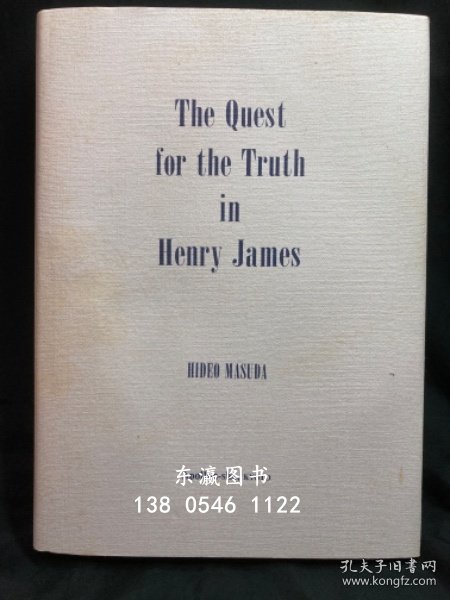 The Quest
for the Truth
in
Henry James
HIDEO MASUDA
东瀛图书
138 0546 1122
孔夫子旧书网
www.kongfz.com